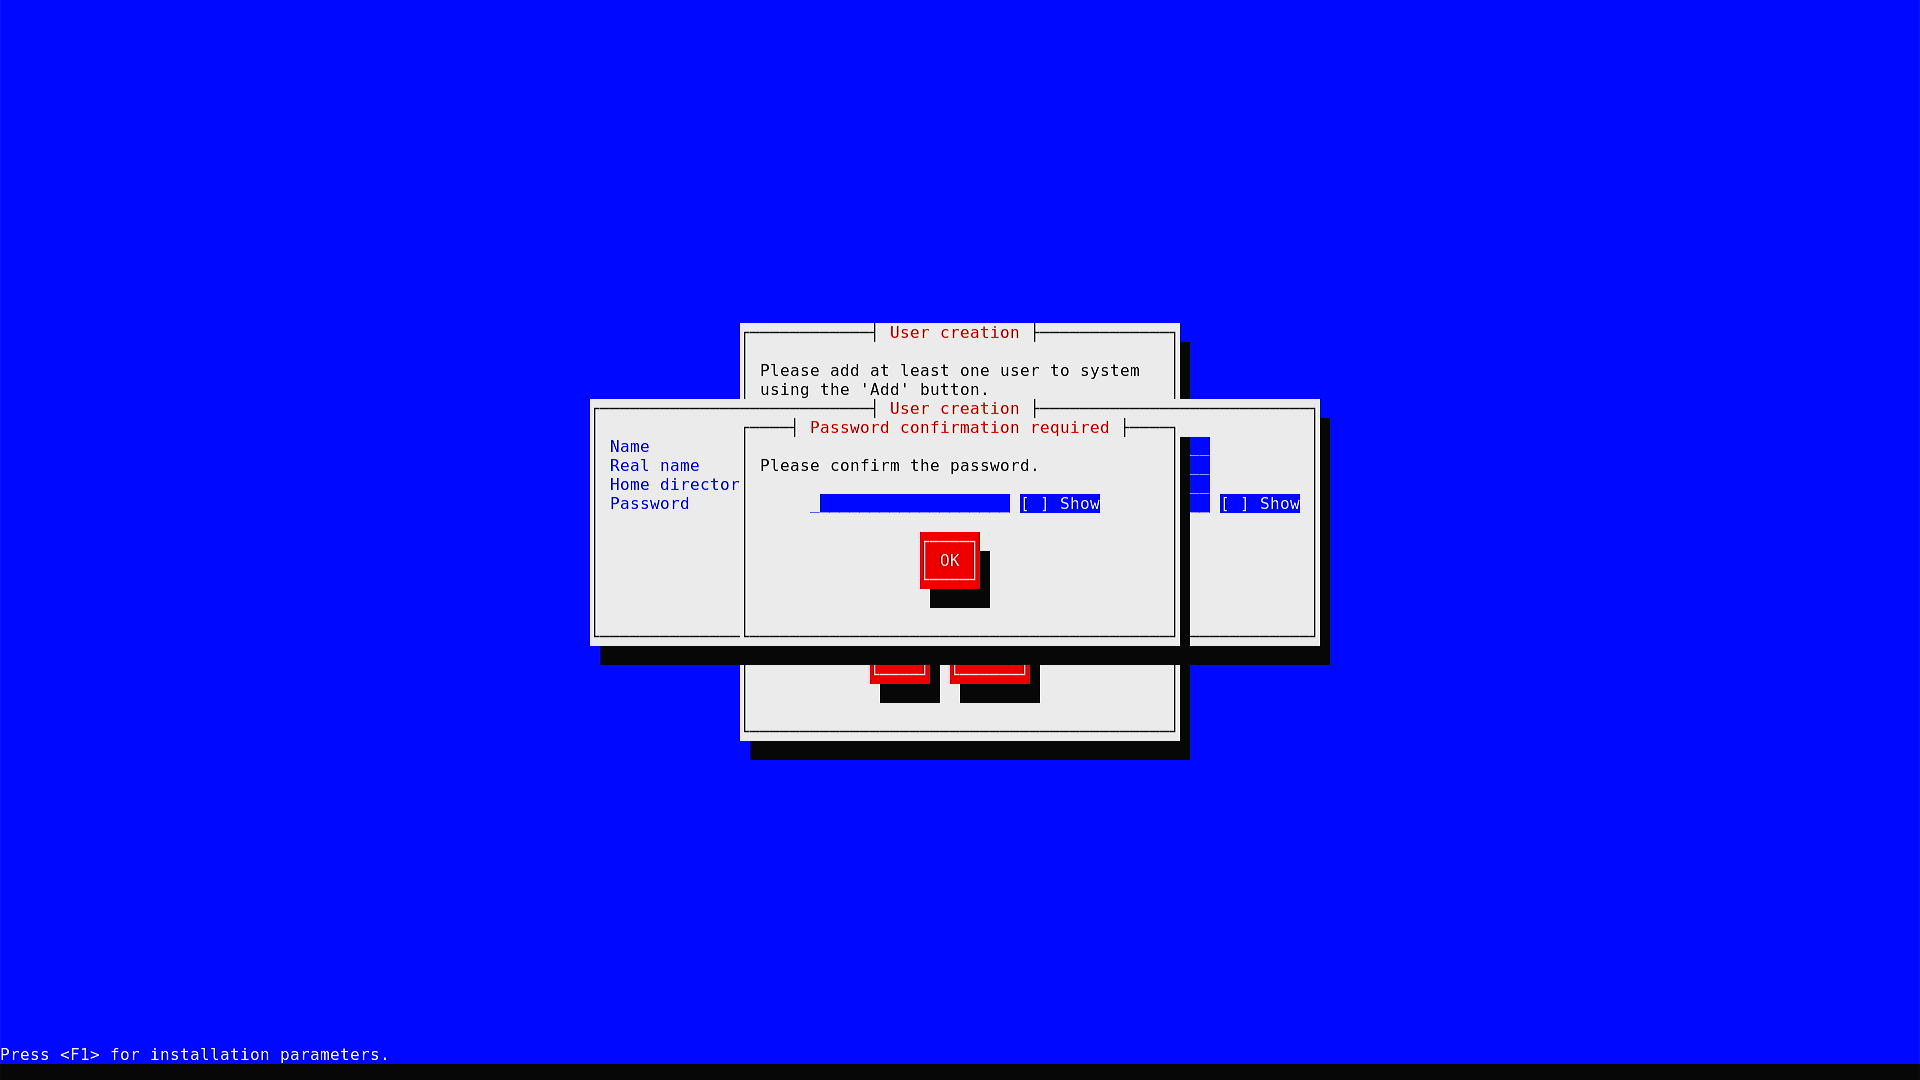 User creation
Please add at least one user to system
using the 'Add' button.
User creation
Password confirmation required
Name
Real name
Please confirm the password.
Home director
Password
[ ] Show
[ ] Show
OK
Press <F1> for installation parameters.